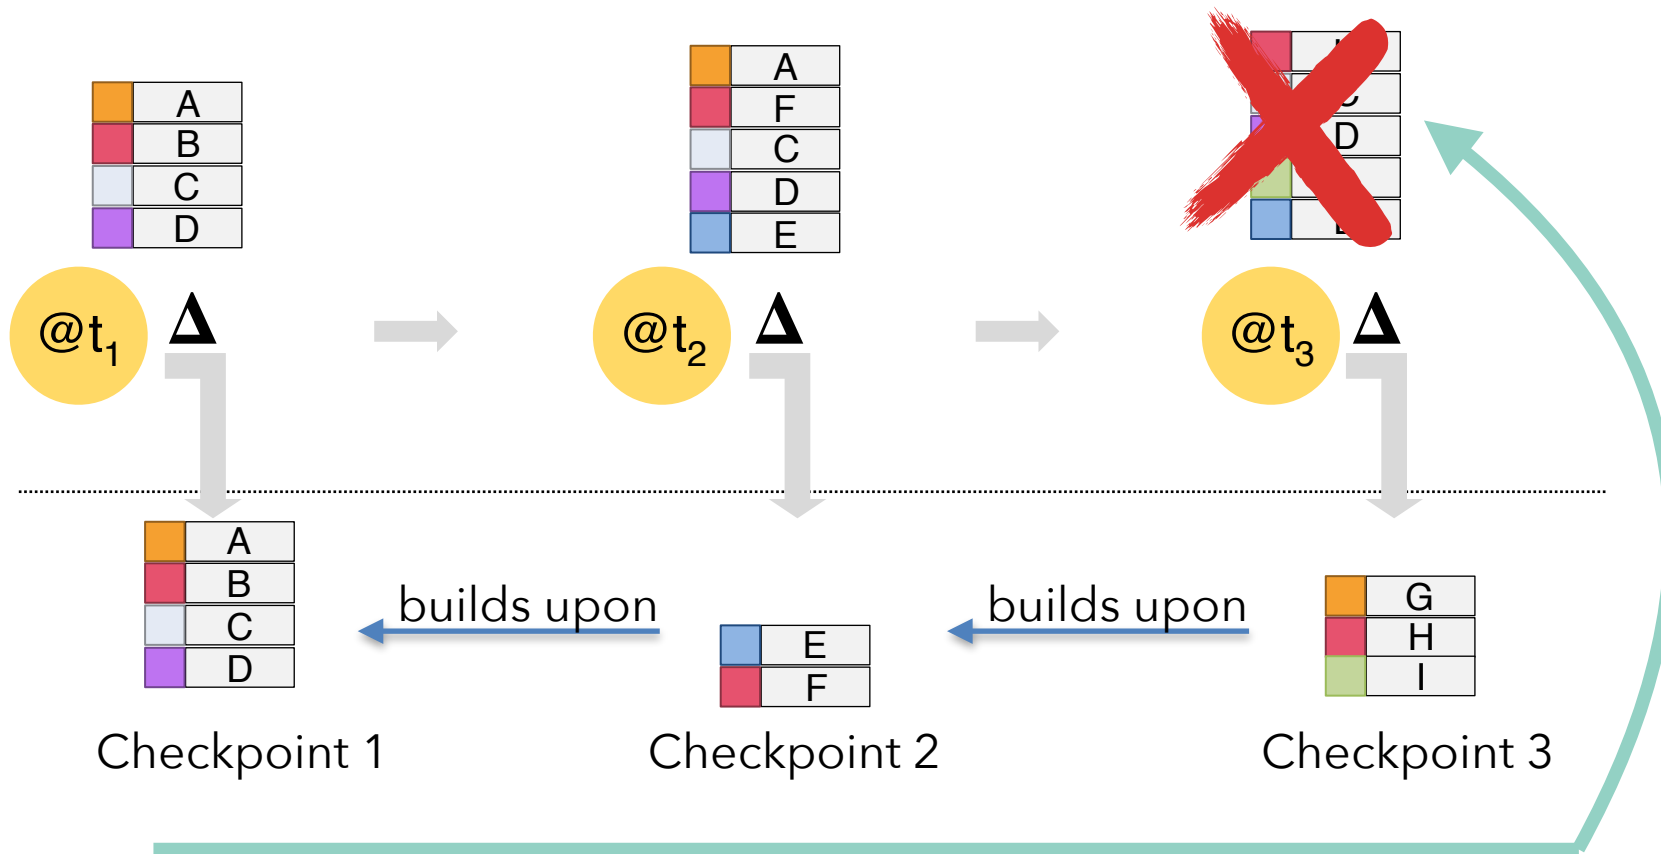 A
B
C
D
A
F
C
D
E
D
@t1 Δ
@t2 Δ
@t3 Δ
A
B
C
D
builds upon
E
F
builds upon
G
H
I
Checkpoint 1
Checkpoint 2
Checkpoint 3